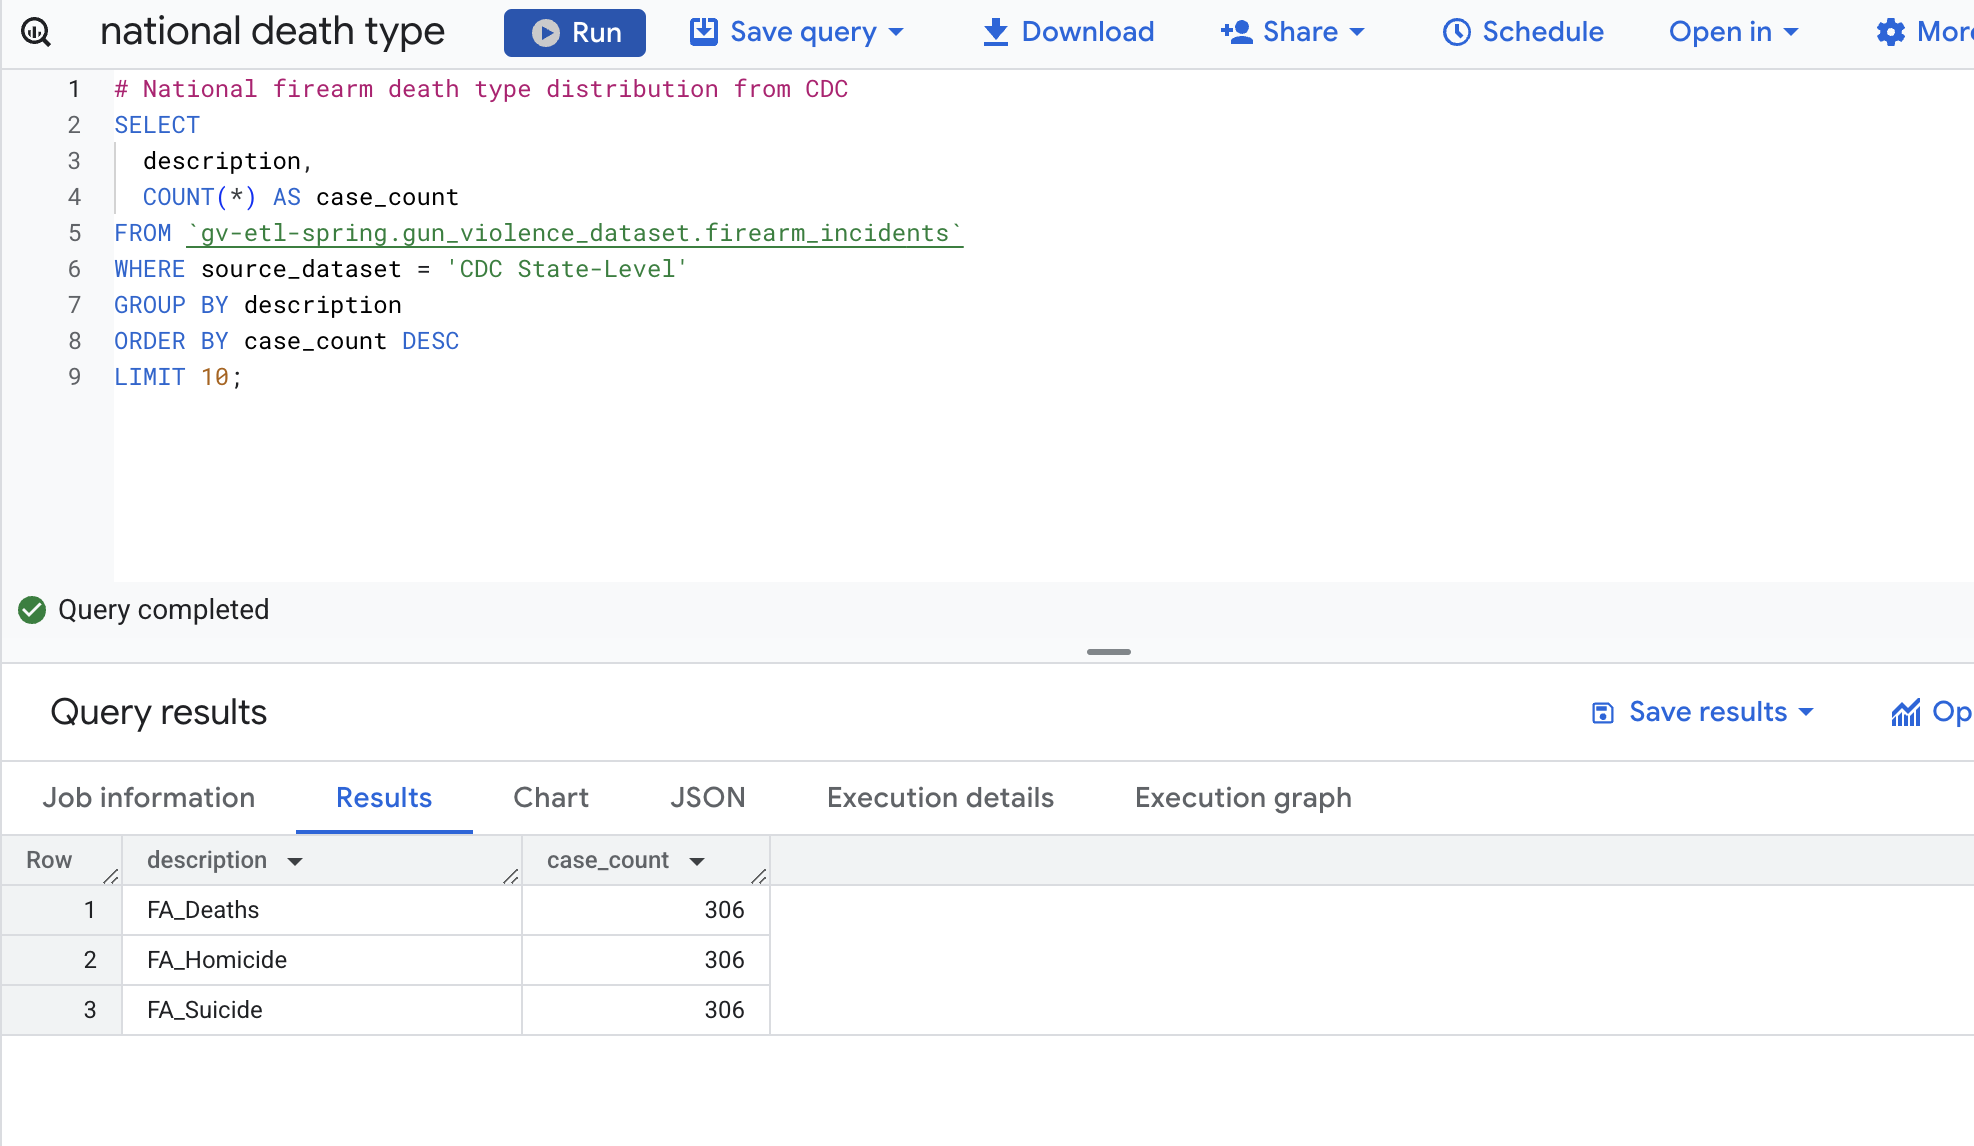 national death type Run Save query Download Share Schedule Open in More
1 # National firearm death type distribution from CDC
2 SELECT
3 description,
4 COUNT(*) AS case_count
5 FROM `gv-etl-spring.gun_violence_dataset.firearm_incidents`
6 WHERE source_dataset = 'CDC State-Level'
7 GROUP BY description
8 ORDER BY case_count DESC
9 LIMIT 10;
Query completed
Query results Save results Op
Job information Results Chart JSON Execution details Execution graph
Row description case_count
1 FA_Deaths 306
2 FA_Homicide 306
3 FA_Suicide 306